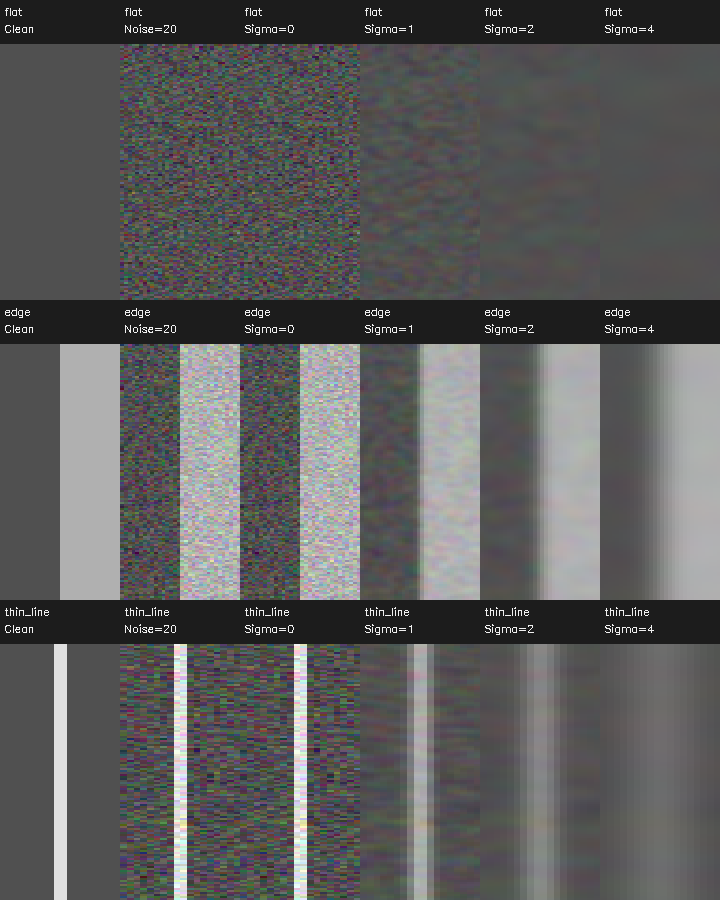 flat flat flat flat flat flat
Clean Noise=20 Sigma=0 Sigma=1 Sigma=2 Sigma=4
edge edge edge edge edge edge
Clean Noise=20 Sigma=0 Sigma=1 Sigma=2 Sigma=4
thin_line thin_line thin_line thin_line thin_line thin_line
Clean Noise=20 Sigma=0 Sigma=1 Sigma=2 Sigma=4